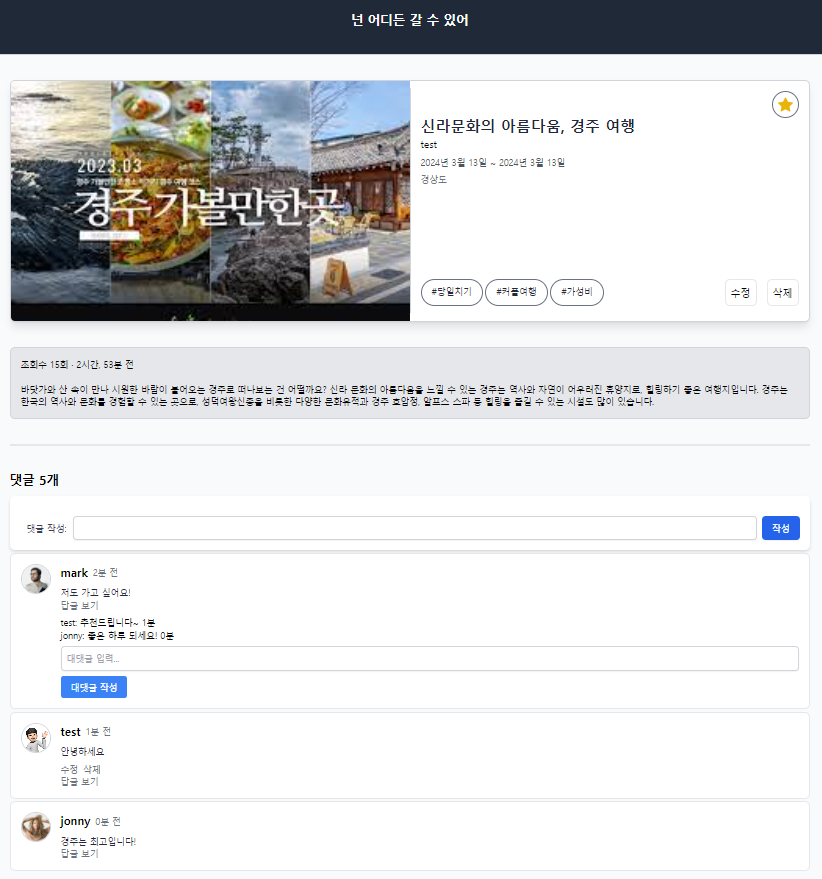 넌 어디든 갈 수 있어
2023.03
경주 가볼만한곳
신라문화의 아름다움, 경주 여행
test
2024년 3월 13일 ~ 2024년 3월 13일
경상도
#당일치기 #커플여행 #가성비
수정 삭제
조회수 15회 · 2시간, 53분 전
바닷가와 산 속이 만나 시원한 바람이 불어오는 경주로 떠나보는 건 어떨까요? 신라 문화의 아름다움을 느낄 수 있는 경주는 역사와 자연이 어우러진 휴양지로, 힐링하기 좋은 여행지입니다. 경주는
한국의 역사와 문화를 경험할 수 있는 곳으로, 성덕여왕신종을 비롯한 다양한 문화유적과 경주 호암정, 알프스 스파 등 힐링을 즐길 수 있는 시설도 많이 있습니다.
댓글 5개
댓글 작성: 작성
mark 2분 전
저도 가고 싶어요!
답글 보기
test: 추천드립니다~ 1분
jonny: 좋은 하루 되세요! 0분
대댓글 입력...
대댓글 작성
test 1분 전
안녕하세요
수정 삭제
답글 보기
jonny 0분 전
경주는 최고입니다!
답글 보기